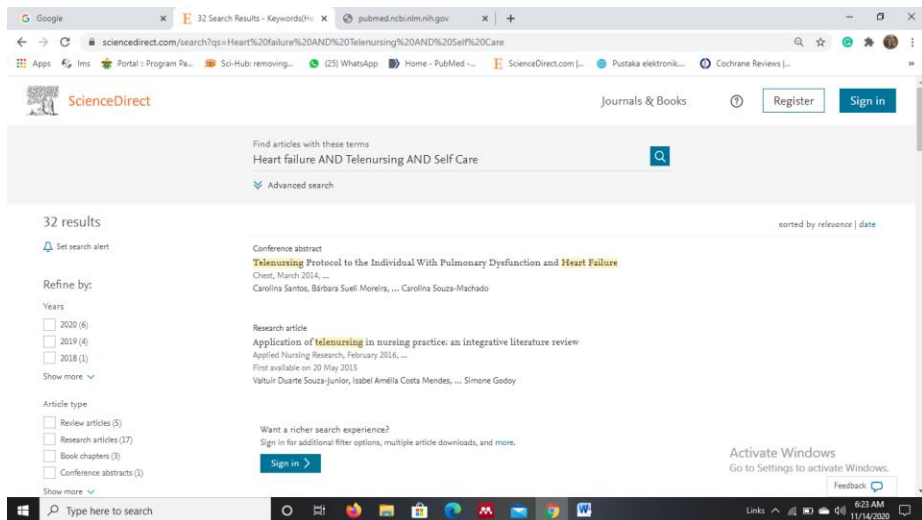 Google
32 Search Results - Keywords(He
pubmed.ncbi.nlm.nih.gov
sciencedirect.com/search?qs=Heart%20failure%20AND%20Telenursing%20AND%20Self%20Care
Apps Ims Portal :: Program Pa... Sci-Hub: removing... (25) WhatsApp Home - PubMed -... ScienceDirect.com |... Pustaka elektronik... Cochrane Reviews |...
ScienceDirect
Journals & Books
Register
Sign in
Find articles with these terms
Heart failure AND Telenursing AND Self Care
Advanced search
32 results
sorted by relevance | date
Set search alert
Refine by:
Years
2020 (6)
2019 (4)
2018 (1)
Show more
Article type
Review articles (5)
Research articles (17)
Book chapters (3)
Conference abstracts (1)
Show more
Conference abstract
Telenursing Protocol to the Individual With Pulmonary Dysfunction and Heart Failure
Chest, March 2014, ...
Carolina Santos, Bárbara Sueli Moreira, ... Carolina Souza-Machado
Research article
Application of telenursing in nursing practice: an integrative literature review
Applied Nursing Research, February 2016, ...
First available on 20 May 2015
Valtuir Duarte Souza-Junior, Isabel Amélia Costa Mendes, ... Simone Godoy
Want a richer search experience?
Sign in for additional filter options, multiple article downloads, and more.
Sign in
Activate Windows
Go to Settings to activate Windows.
Feedback
Type here to search
Links
6:23 AM
11/14/2020